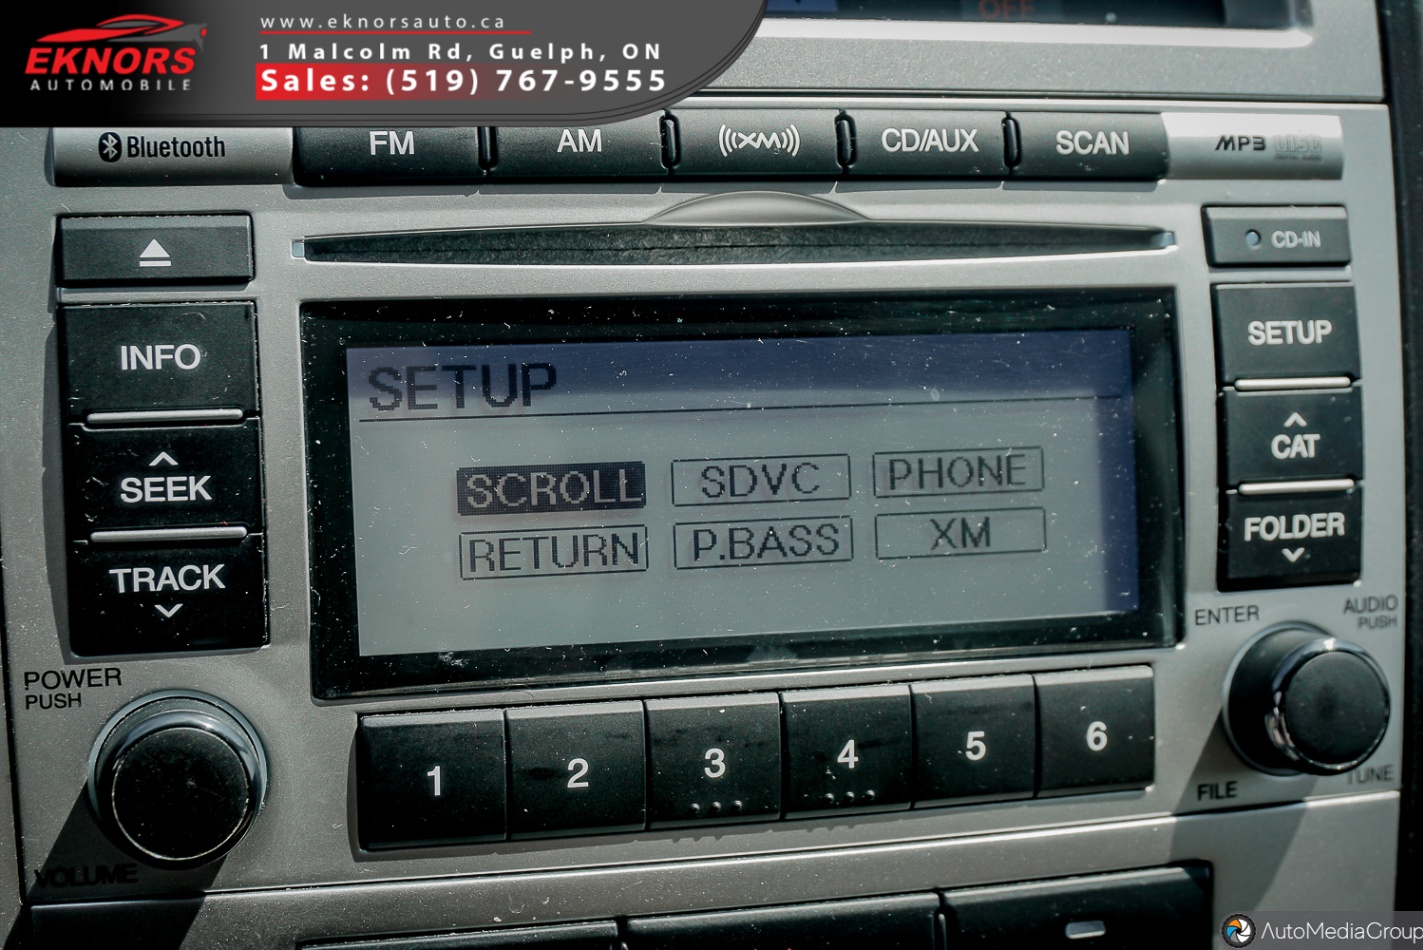 www.eknorsauto.ca
EKNORS
AUTOMOBILE
1 Malcolm Rd, Guelph, ON
Sales: (519) 767-9555
OFF
Bluetooth
FM
AM
(((XM)))
CD/AUX
SCAN
MP3
CD-IN
INFO
SETUP
SETUP
SEEK
CAT
SCROLL SDVC PHONE
RETURN P.BASS XM
TRACK
FOLDER
POWER
PUSH
ENTER
AUDIO
PUSH
1 2 3 4 5 6
VOLUME
FILE
TUNE
AutoMediaGroup